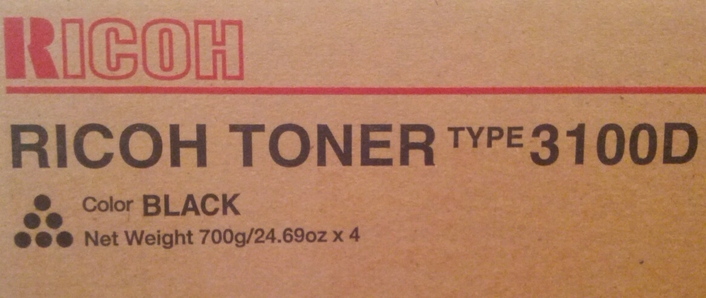 RICOH
RICOH TONER TYPE 3100D
Color BLACK
Net Weight 700g/24.69oz x 4